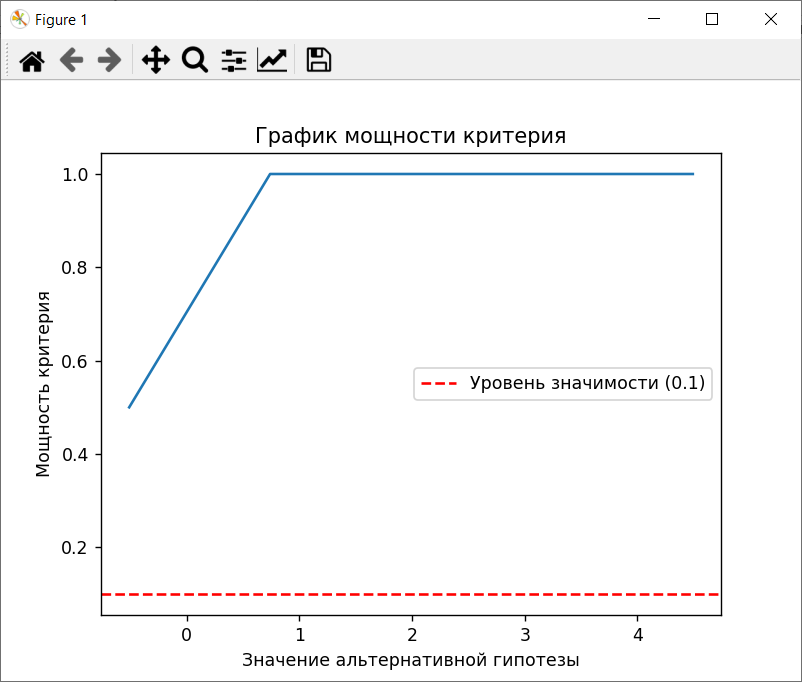 Figure 1
График мощности критерия
Мощность критерия
1.0
0.8
0.6
0.4
0.2
Уровень значимости (0.1)
0 1 2 3 4
Значение альтернативной гипотезы